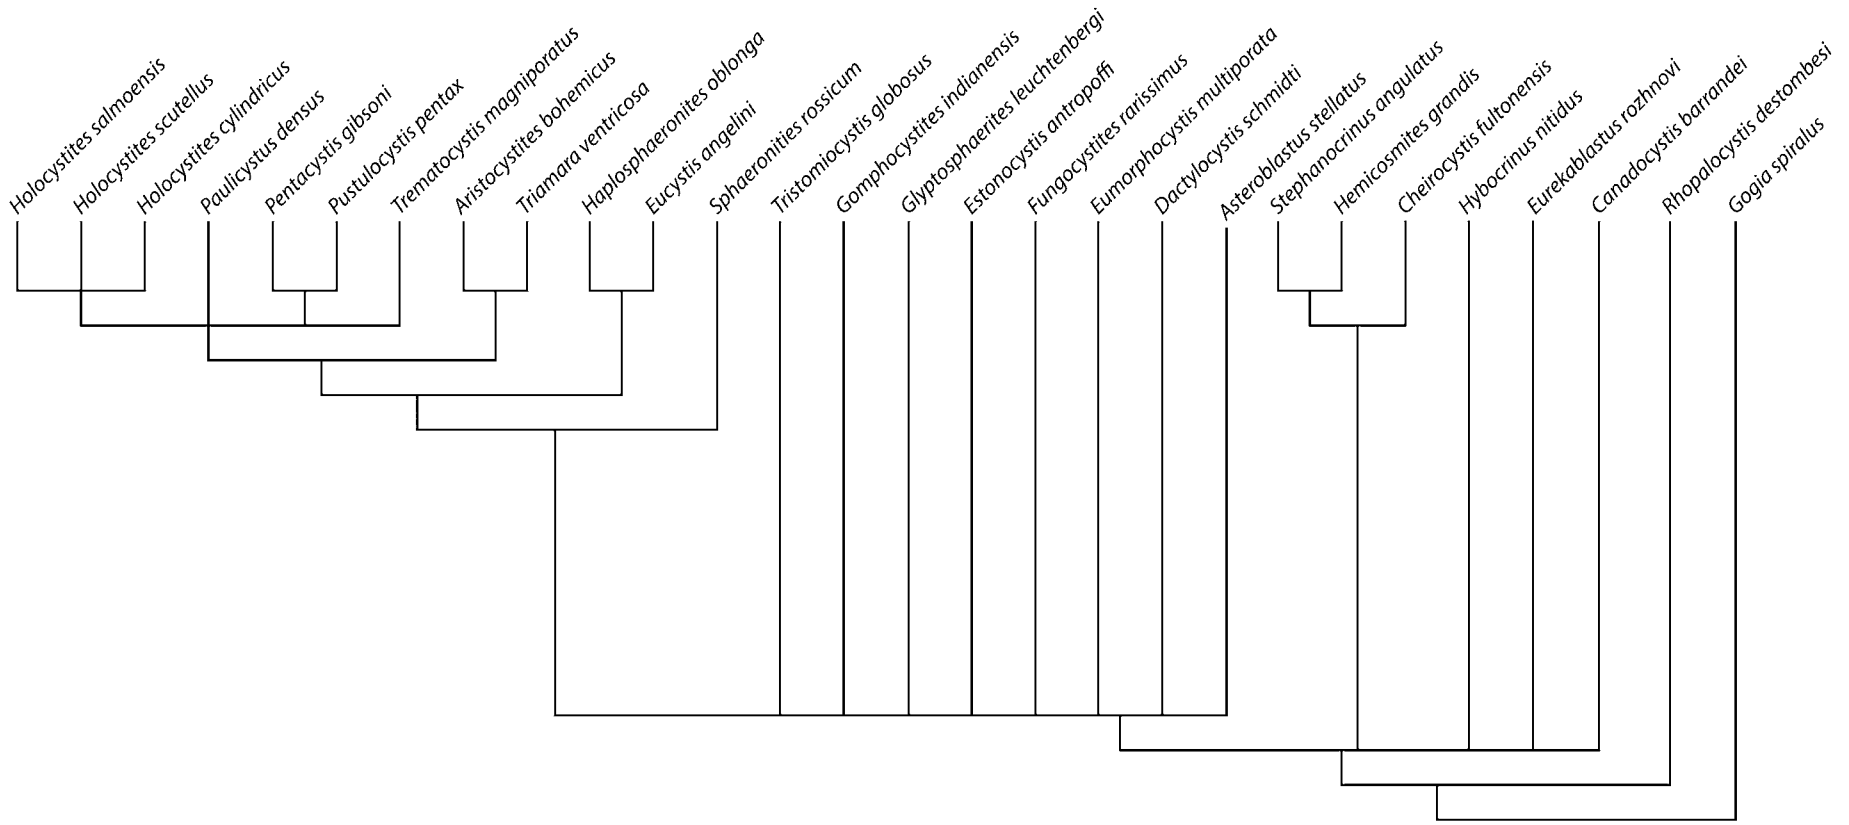 Holocystites salmoensis
Holocystites scutellus
Holocystites cylindricus
Paulicystus densus
Pentacystis gibsoni
Pustulocystis pentax
Trematocystis magniporatus
Aristocystites bohemicus
Triamara ventricosa
Haplosphaeronites oblonga
Eucystis angelini
Sphaeronities rossicum
Tristomiocystis globosus
Gomphocystites indianensis
Glyptosphaerites leuchtenbergi
Estonocystis antropoffi
Fungocystites rarissimus
Eumorphocystis multiporata
Dactylocystis schmidti
Asteroblastus stellatus
Stephanocrinus angulatus
Hemicosmites grandis
Cheirocystis fultonensis
Hybocrinus nitidus
Eurekablastus rozhnovi
Canadocystis barrandei
Rhopalocystis destombesi
Gogia spiralus